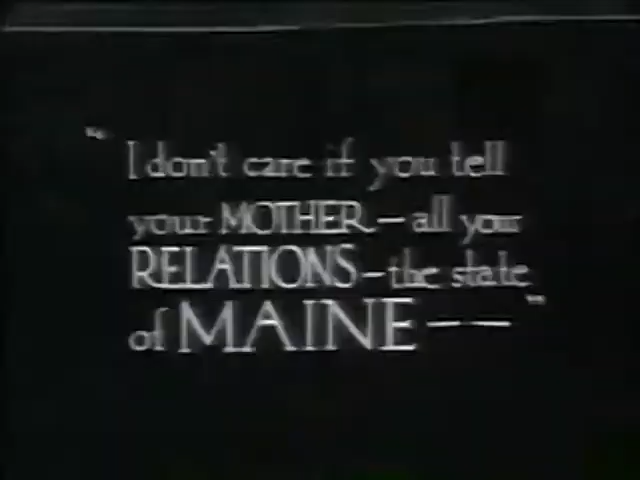 " I don't care if you tell
your MOTHER — all your
RELATIONS — the state
of MAINE — — "